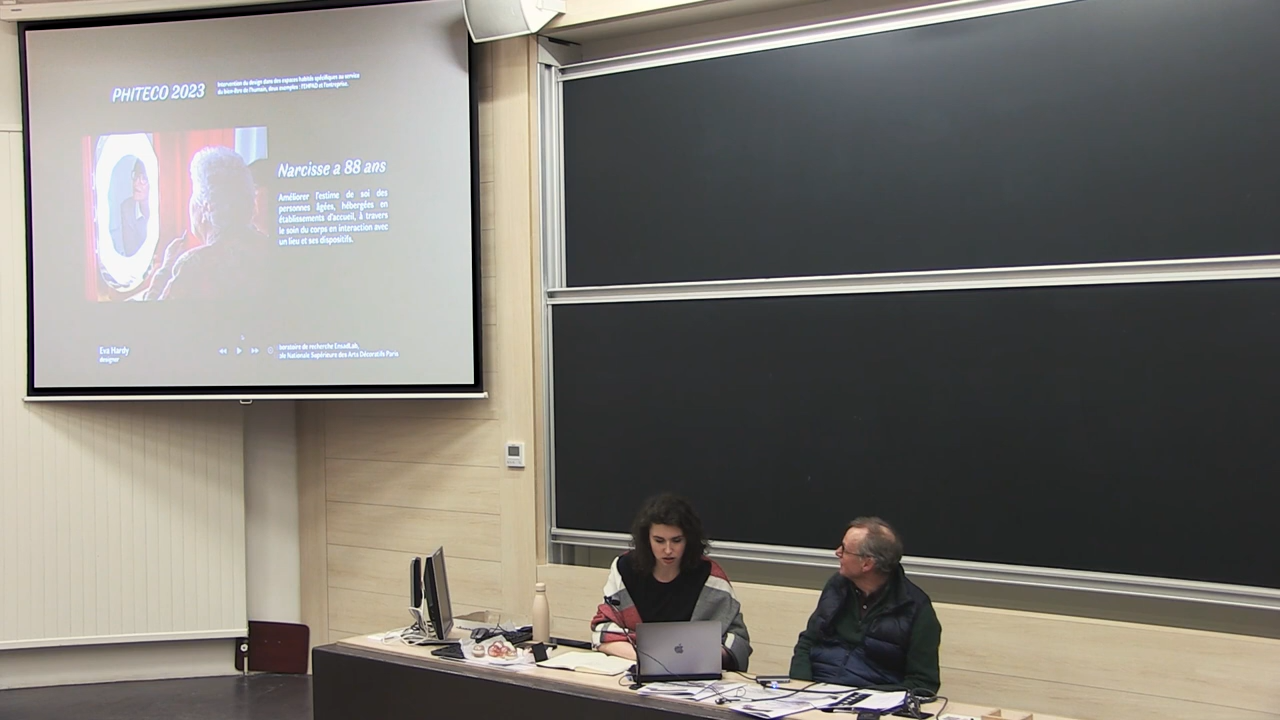 PHITECO 2023
Intervention du design dans des espaces habités spécifiques au service
du bien-être de l'humain, deux exemples : l'EHPAD et l'entreprise.
Narcisse a 88 ans
Améliorer l'estime de soi des
personnes âgées, hébergées en
établissements d'accueil, à travers
le soin du corps en interaction avec
un lieu et ses dispositifs.
Eva Hardy
designer
boratoire de recherche EnsadLab,
ole Nationale Supérieure des Arts Décoratifs Paris